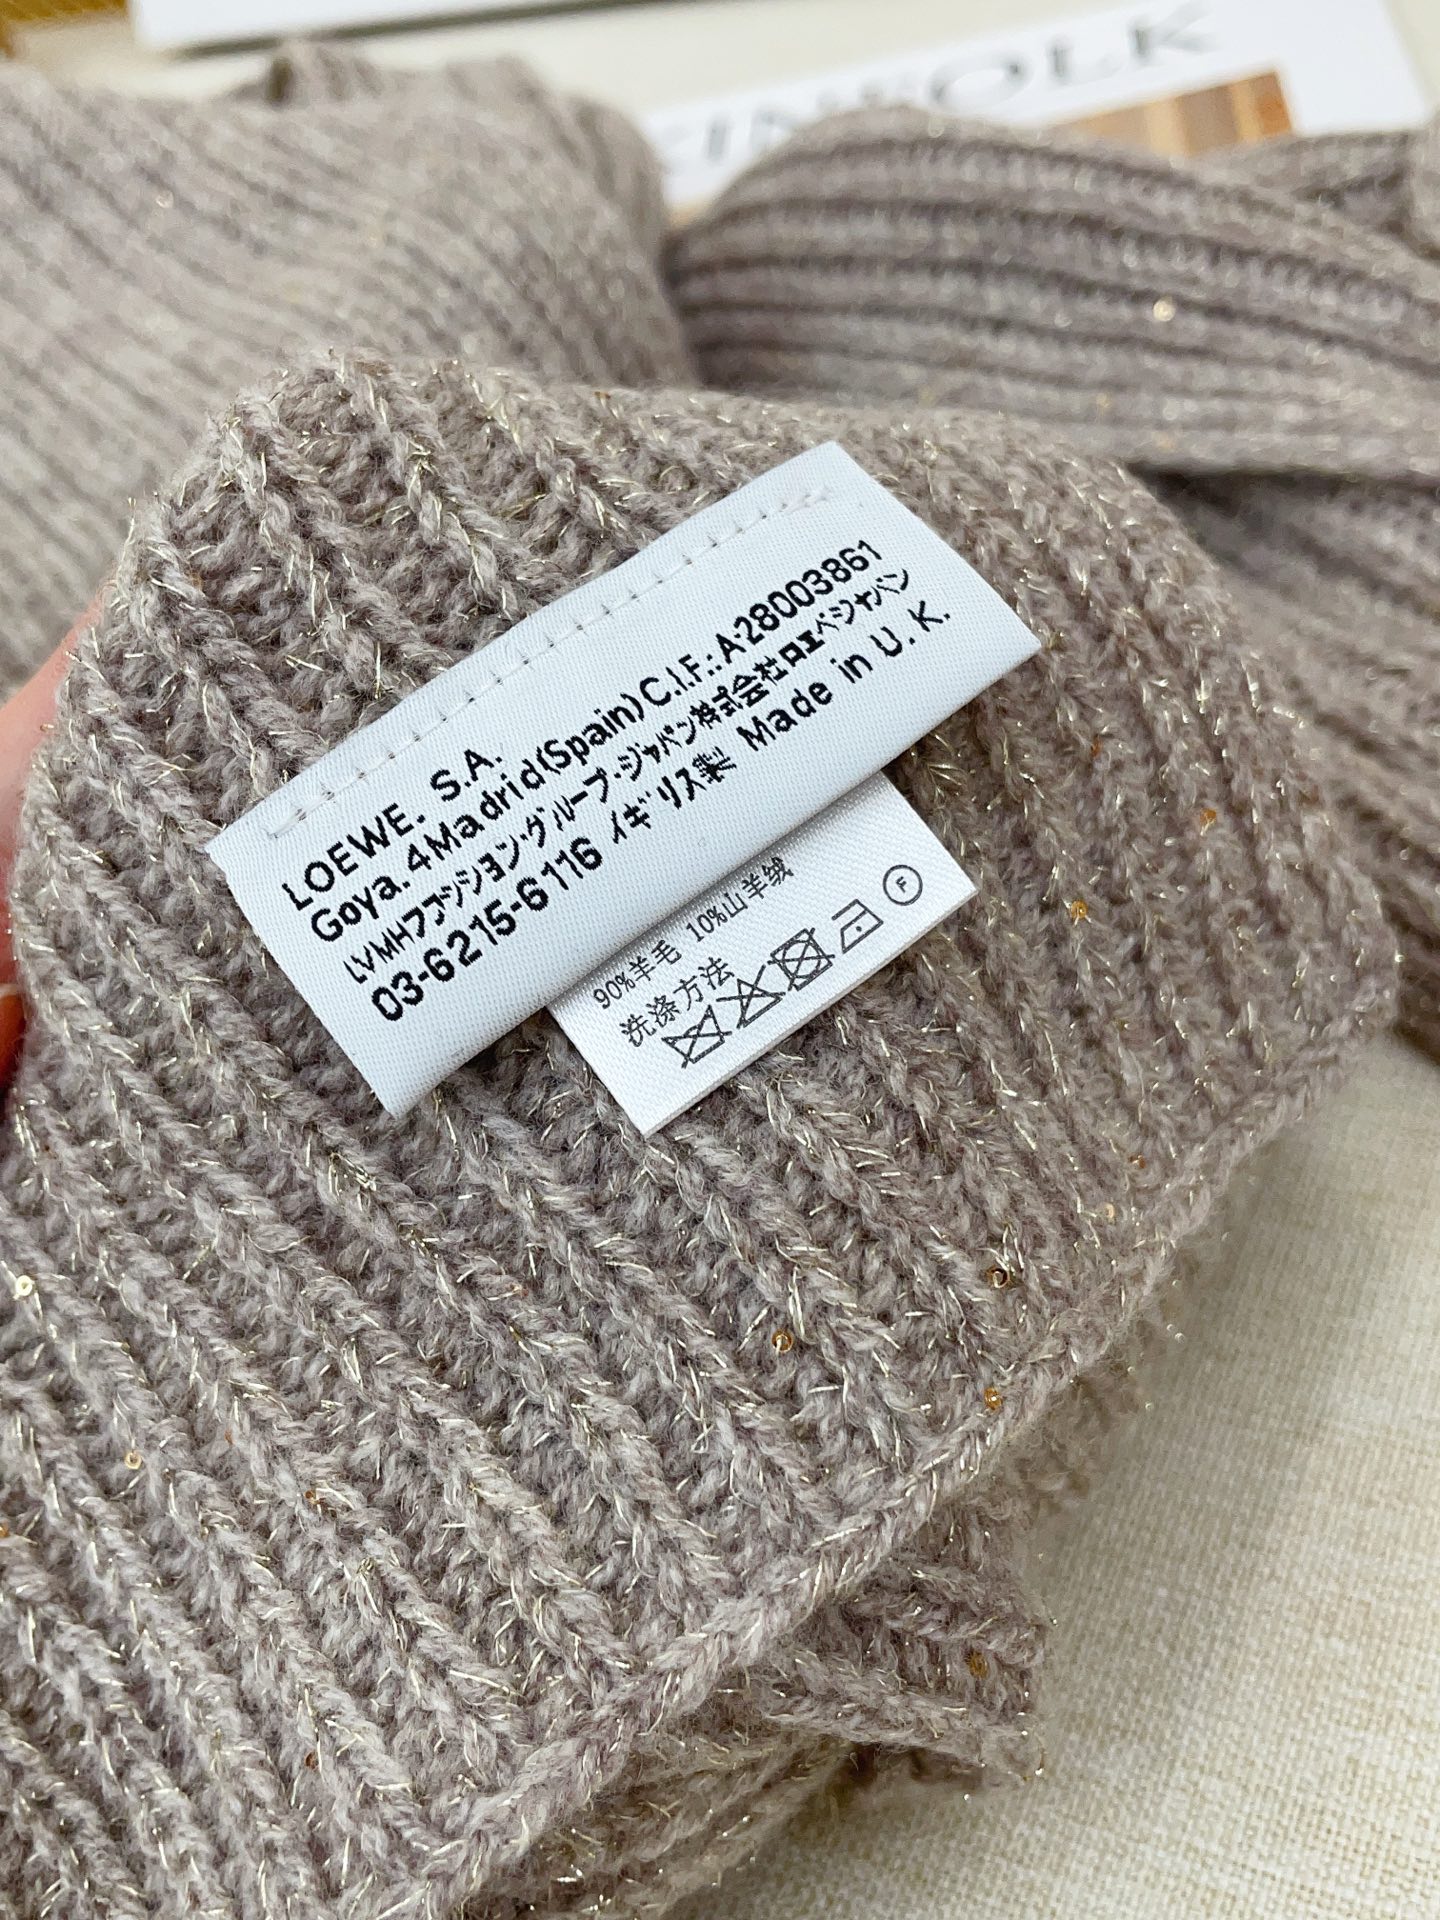 KINFOLK
LOEWE. S.A.
Goya. 4Madrid(Spain)C.I.F.:A-28003861
LVMHファッション・グループ・ジャパン株式会社ロエベジャパン
03-6215-6116 イギリス製 Made in U.K.
90%羊毛 10%山羊绒
洗涤方法
F